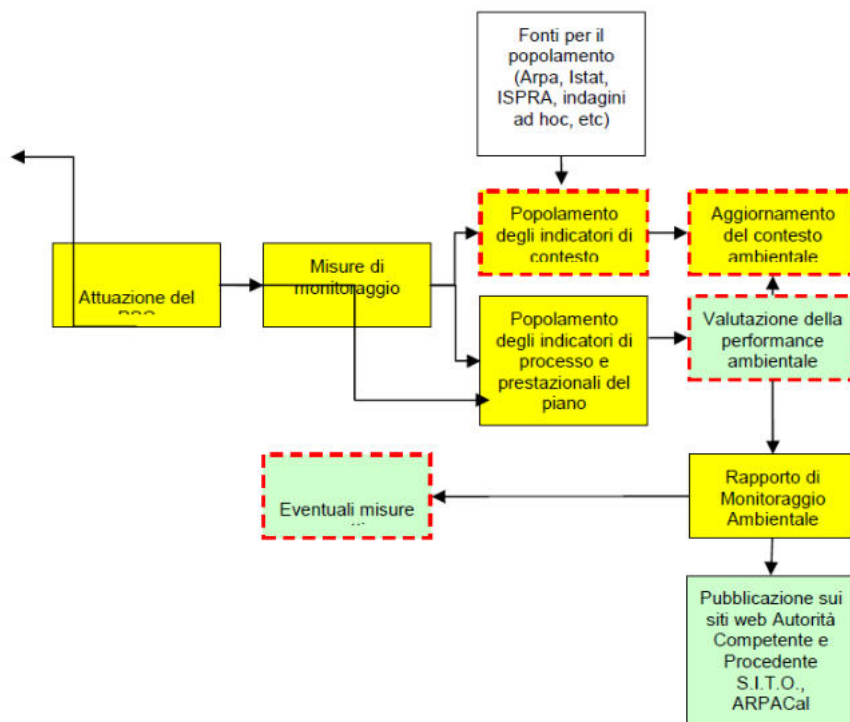 Fonti per il
popolamento
(Arpa, Istat,
ISPRA, indagini
ad hoc, etc)
Popolamento
degli indicatori di
contesto
Aggiornamento
del contesto
ambientale
Misure di
monitoraggio
Attuazione del
Popolamento
degli indicatori di
processo e
prestazionali del
piano
Valutazione della
performance
ambientale
Eventuali misure
Rapporto di
Monitoraggio
Ambientale
Pubblicazione sui
siti web Autorità
Competente e
Procedente
S.I.T.O.,
ARPACal